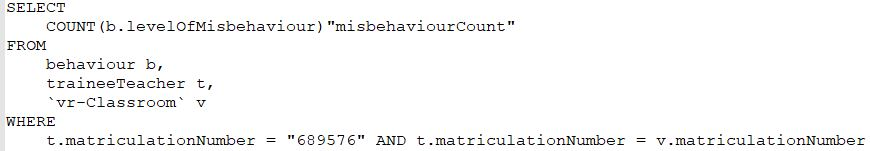 SELECT
COUNT(b.levelOfMisbehaviour)"misbehaviourCount"
FROM
behaviour b,
traineeTeacher t,
`vr-Classroom` v
WHERE
t.matriculationNumber = "689576" AND t.matriculationNumber = v.matriculationNumber